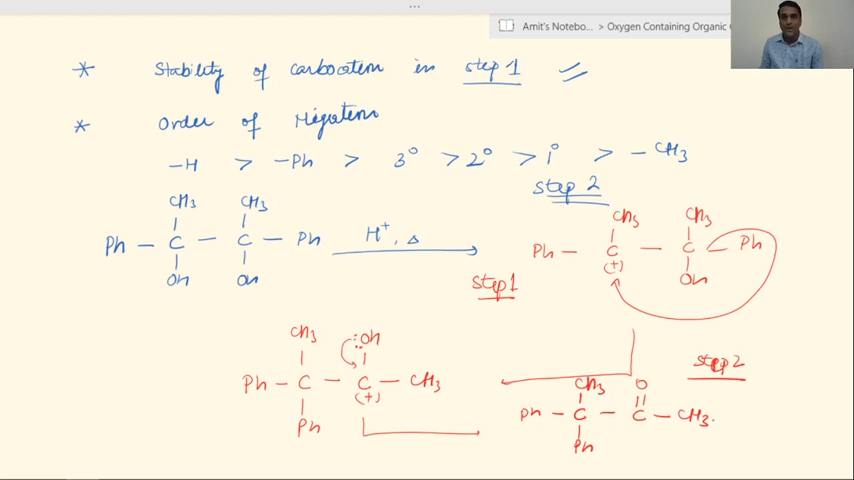 Amit's Notebo... > Oxygen Containing Organic
* Stability of carbocation in step 1
* Order of Migration
-H > -Ph > 3° > 2° > 1° > - CH3
step 2
CH3 CH3
Ph - C - C - Ph
OH OH
H+, Δ
step 1
CH3 CH3
Ph - C - C - Ph
(+) OH
CH3 :OH
Ph - C - C - CH3
(+)
Ph
step 2
CH3 O
Ph - C - C - CH3.
Ph